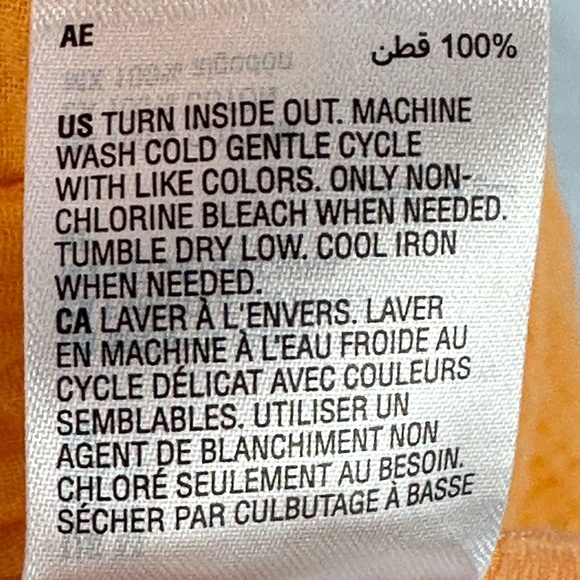 AE
100% قطن
US TURN INSIDE OUT. MACHINE
WASH COLD GENTLE CYCLE
WITH LIKE COLORS. ONLY NON-
CHLORINE BLEACH WHEN NEEDED.
TUMBLE DRY LOW. COOL IRON
WHEN NEEDED.
CA LAVER À L'ENVERS. LAVER
EN MACHINE À L'EAU FROIDE AU
CYCLE DÉLICAT AVEC COULEURS
SEMBLABLES. UTILISER UN
AGENT DE BLANCHIMENT NON
CHLORÉ SEULEMENT AU BESOIN.
SÉCHER PAR CULBUTAGE À BASSE